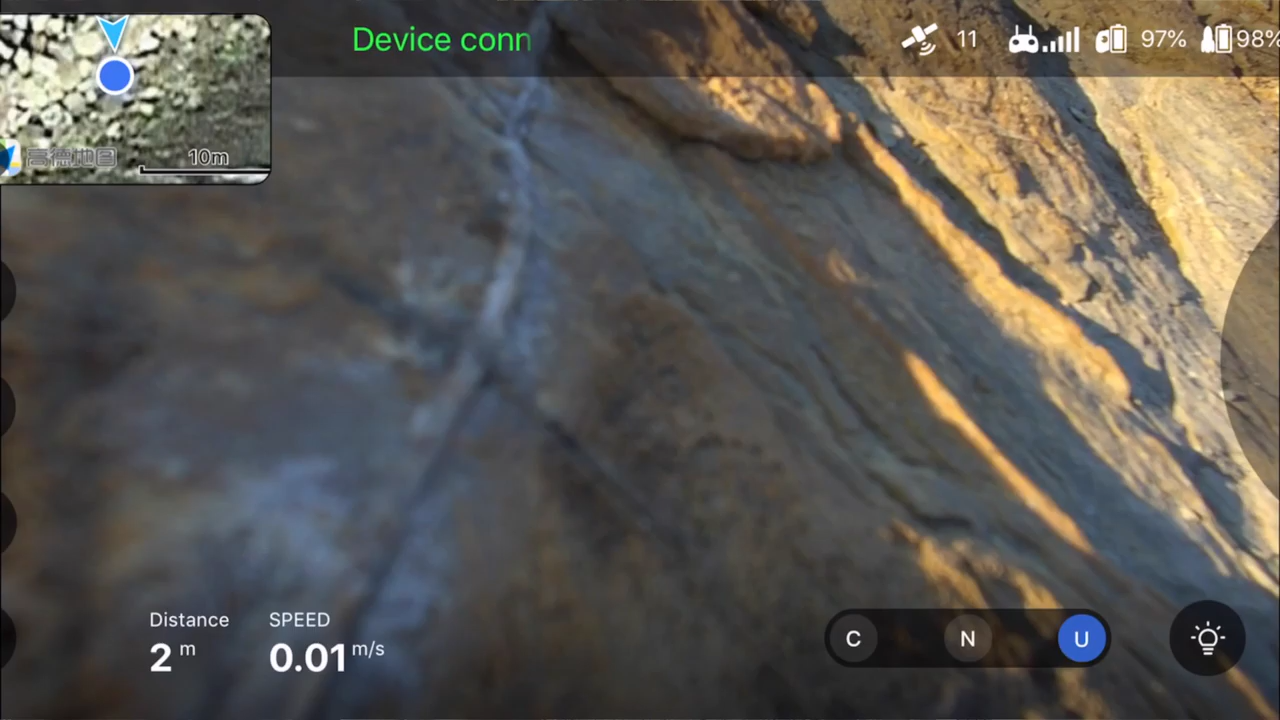 Device conn
11
97%
98%
高德地图
10m
Distance
2 m
SPEED
0.01 m/s
C
N
U